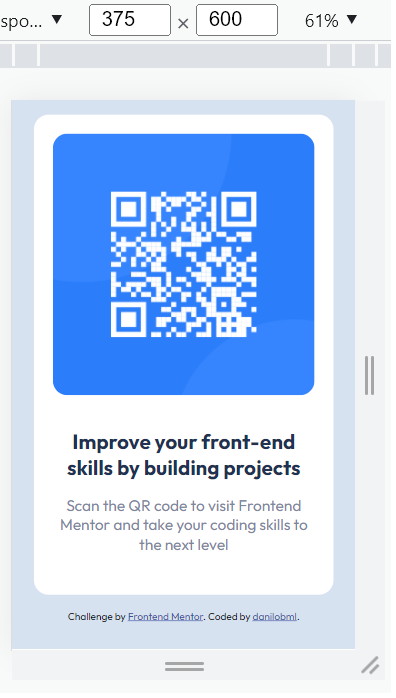 spo... ▼ 375 × 600 61% ▼
Improve your front-end
skills by building projects
Scan the QR code to visit Frontend
Mentor and take your coding skills to
the next level
Challenge by Frontend Mentor. Coded by danilobml.